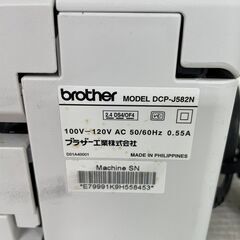 brother MODEL DCP-J582N
2.4 DS4/OF4
100V-120V AC 50/60Hz 0.55A
ブラザー工業株式会社
D01A40001 MADE IN PHILIPPINES
Machine SN
*E79991K9H558453*